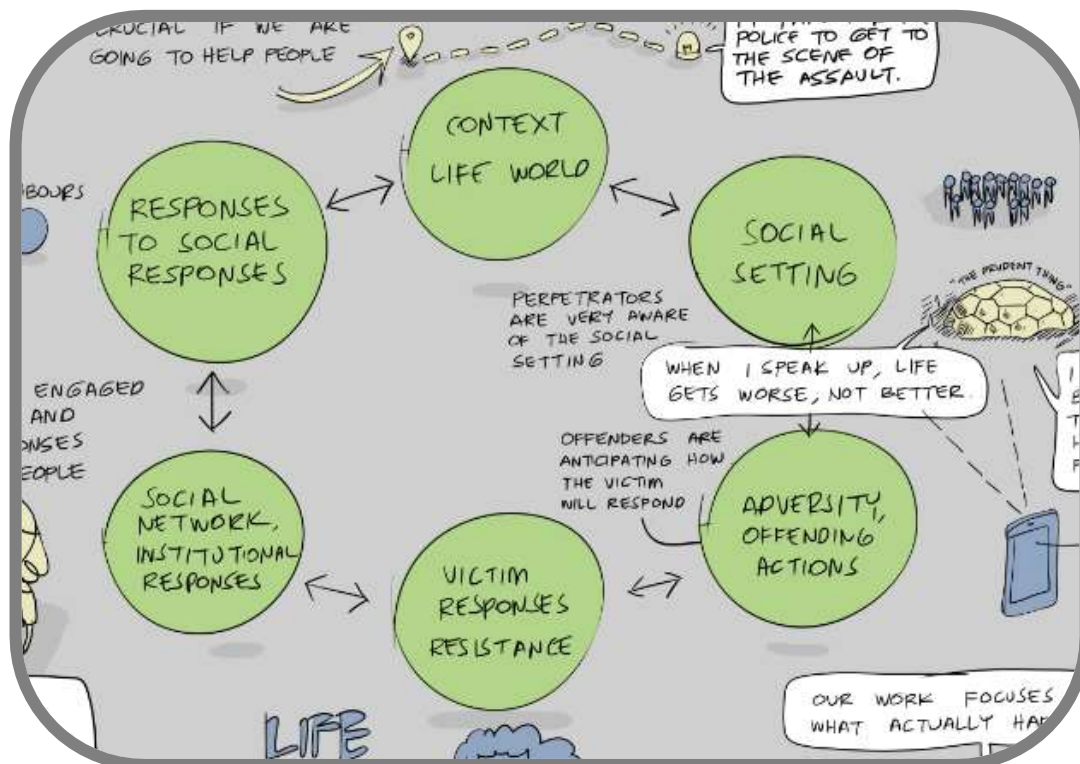 CRUCIAL IF WE ARE
GOING TO HELP PEOPLE
POLICE TO GET TO
THE SCENE OF
THE ASSAULT.
CONTEXT
LIFE WORLD
BOURS
RESPONSES
TO SOCIAL
RESPONSES
SOCIAL
SETTING
"THE PRUDENT THING"
PERPETRATORS
ARE VERY AWARE
OF THE SOCIAL
SETTING
WHEN I SPEAK UP, LIFE
GETS WORSE, NOT BETTER.
I
ENGAGED
AND
ONSES
EOPLE
OFFENDERS ARE
ANTICIPATING HOW
THE VICTIM
WILL RESPOND
ADVERSITY,
OFFENDING
ACTIONS
SOCIAL
NETWORK,
INSTITUTIONAL
RESPONSES
VICTIM
RESPONSES
RESISTANCE
OUR WORK FOCUSES
WHAT ACTUALLY HA
LIFE